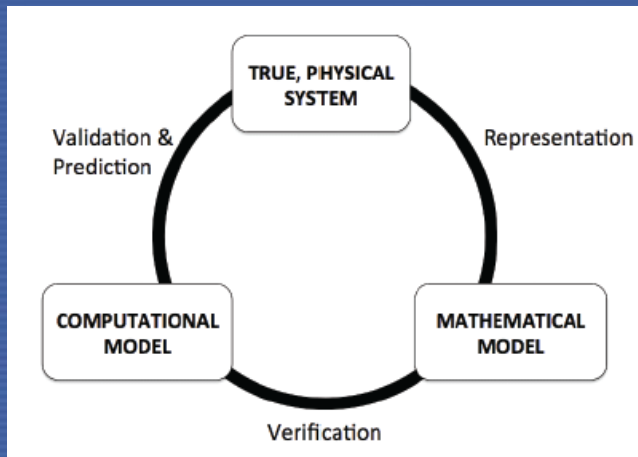 TRUE, PHYSICAL
SYSTEM
Validation &
Prediction
Representation
COMPUTATIONAL
MODEL
MATHEMATICAL
MODEL
Verification